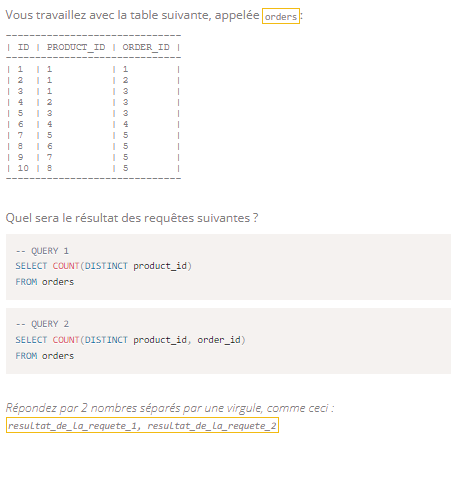 Vous travaillez avec la table suivante, appelée orders:
-----------------------------
| ID | PRODUCT_ID | ORDER_ID |
-----------------------------
| 1 | 1 | 1 |
| 2 | 1 | 2 |
| 3 | 1 | 3 |
| 4 | 2 | 3 |
| 5 | 3 | 3 |
| 6 | 4 | 4 |
| 7 | 5 | 5 |
| 8 | 6 | 5 |
| 9 | 7 | 5 |
| 10 | 8 | 5 |
-----------------------------
Quel sera le résultat des requêtes suivantes ?
-- QUERY 1
SELECT COUNT(DISTINCT product_id)
FROM orders
-- QUERY 2
SELECT COUNT(DISTINCT product_id, order_id)
FROM orders
Répondez par 2 nombres séparés par une virgule, comme ceci :
resultat_de_la_requete_1, resultat_de_la_requete_2